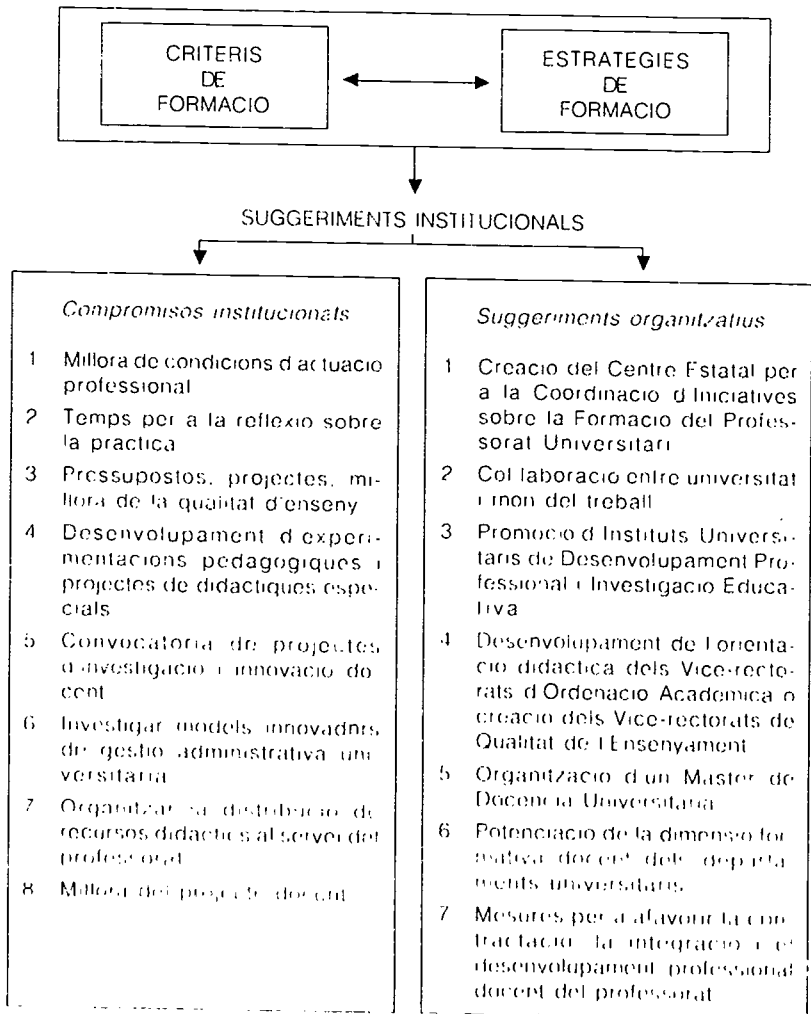 CRITERIS
DE
FORMACIO
ESTRATEGIES
DE
FORMACIO
SUGGERIMENTS INSTITUCIONALS
Compromisos institucionals
1 Millora de condicions d actuacio
professional
2 Temps per a la reflexio sobre
la practica
3 Pressupostos, projectes, mi-
llora de la qualitat d'enseny
4 Desenvolupament d experi-
mentacions pedagogiques i
projectes de didactiques espe-
cials
5 Convocatoria de projectes
d investigacio i innovacio do
cent
6 Investigar models innovadors
de gestio administrativa uni
versitaria
7 Organitzar la distribucio de
recursos didactics al servei del
professorat
8 Millora del projecte docent
Suggeriments organitzatius
1 Creacio del Centre Estatal per
a la Coordinacio d Iniciatives
sobre la Formacio del Profes-
sorat Universitari
2 Col laboracio entre universitat
i mon del treball
3 Promocio d Instituts Universi-
taris de Desenvolupament Pro-
fessional i Investigacio Educa-
tiva
4 Desenvolupament de l orienta-
cio didactica dels Vice-recto-
rats d Ordenacio Academica o
creacio dels Vice-rectorats de
Qualitat de l Ensenyament
5 Organitzacio d un Master de
Docencia Universitaria
6 Potenciacio de la dimensio for
mativa docent dels departa
ments universitaris
7 Mesures per a afavorir la con
tractacio la integracio i el
desenvolupament professional
docent del professorat